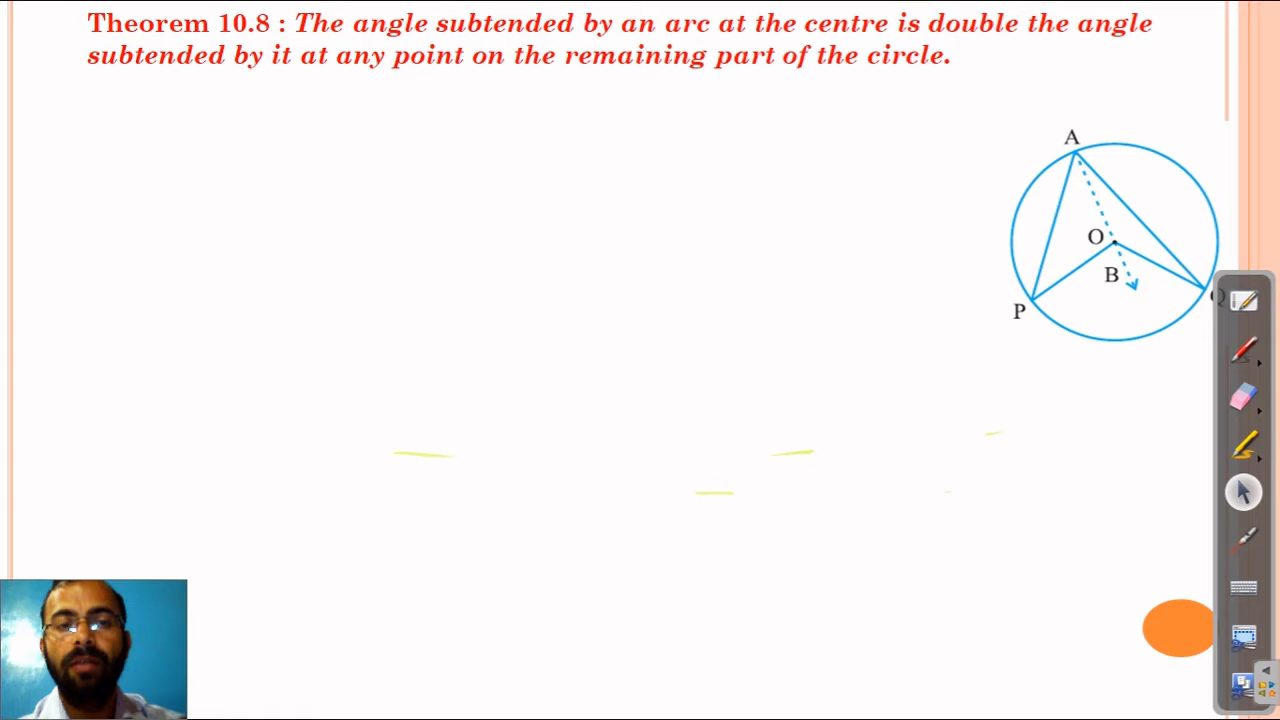 Theorem 10.8 : The angle subtended by an arc at the centre is double the angle
subtended by it at any point on the remaining part of the circle.
A
O
B
P
Q